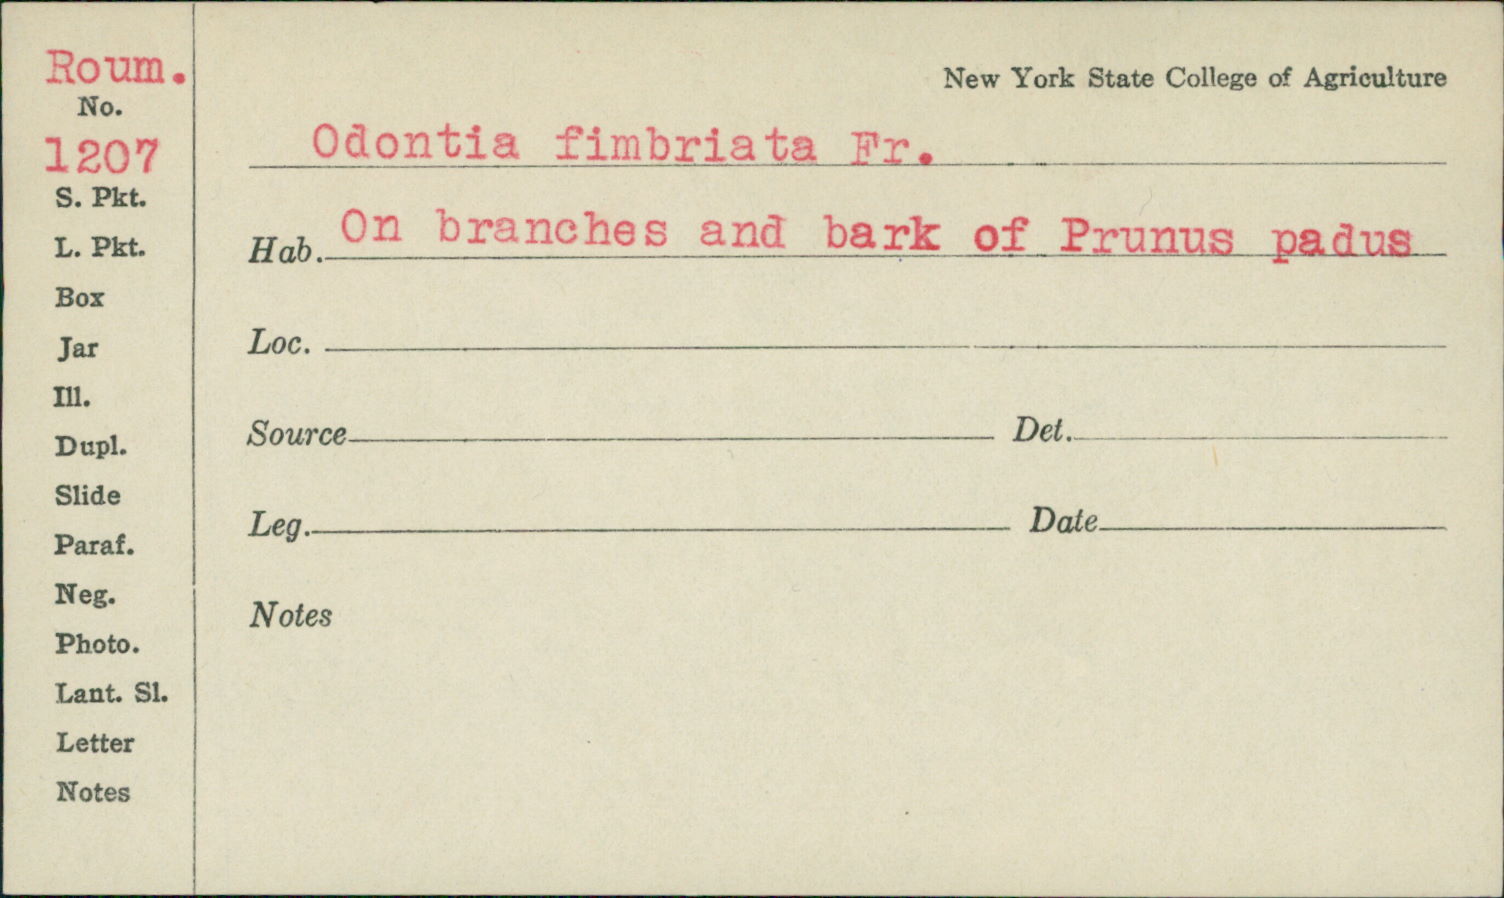 Roum.
No.
1207
S. Pkt.
L. Pkt.
Box
Jar
Ill.
Dupl.
Slide
Paraf.
Neg.
Photo.
Lant. Sl.
Letter
Notes
New York State College of Agriculture
Odontia fimbriata Fr.
Hab. On branches and bark of Prunus padus
Loc.
Source Det.
Leg. Date
Notes